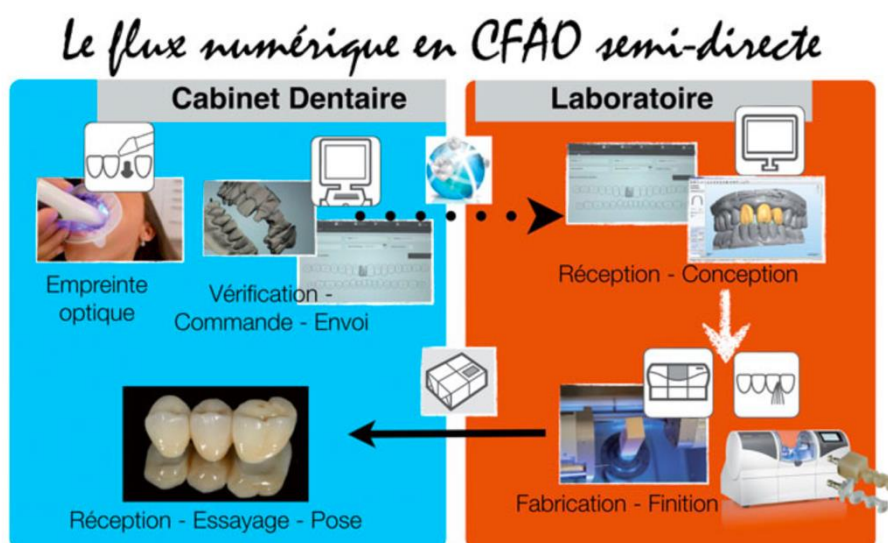 Le flux numérique en CFAO semi-directe
Cabinet Dentaire
Laboratoire
Empreinte
optique
Vérification -
Commande - Envoi
Réception - Conception
Réception - Essayage - Pose
Fabrication - Finition